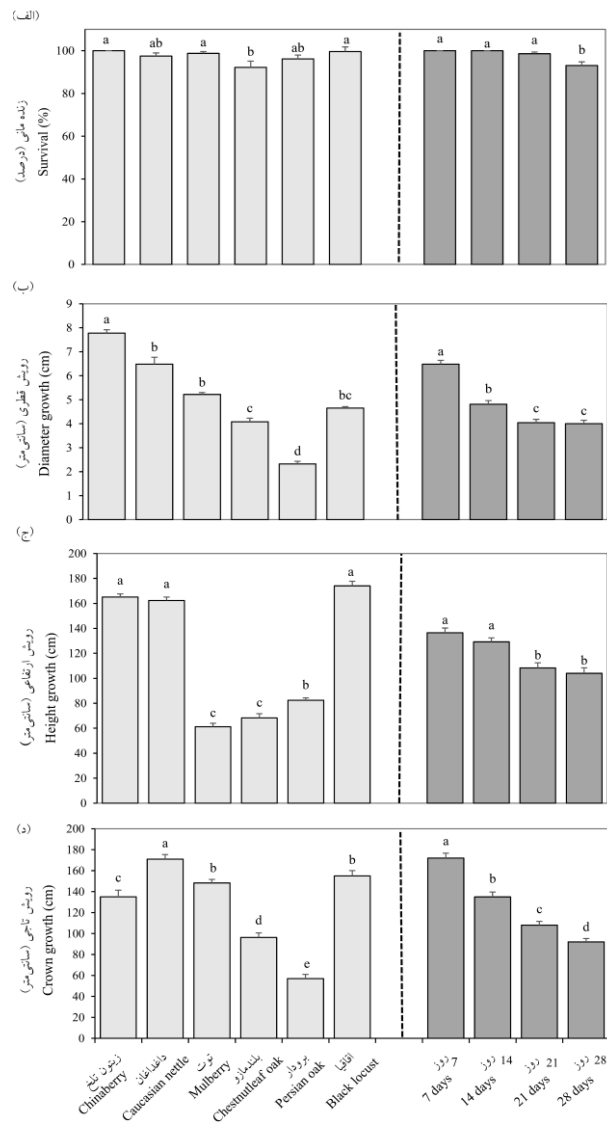 (الف)
زنده مانی (درصد)
Survival (%)
100
80
60
40
20
0
a ab a b ab a a a a b
(ب)
رویش قطری (سانتی‌متر)
Diameter growth (cm)
9
8
7
6
5
4
3
2
1
0
a b b c d bc a b c c
(ج)
رویش ارتفاعی (سانتی‌متر)
Height growth (cm)
200
180
160
140
120
100
80
60
40
20
0
a a c c b a a a b b
(د)
رویش تاجی (سانتی‌متر)
Crown growth (cm)
200
180
160
140
120
100
80
60
40
20
0
c a b d e b a b c d
زیتون تلخ
Chinaberry
داغداغان
Caucasian nettle
توت
Mulberry
بلندمازو
Chestnutleaf oak
برودار
Persian oak
اقاقیا
Black locust
7 روز
7 days
14 روز
14 days
21 روز
21 days
28 روز
28 days